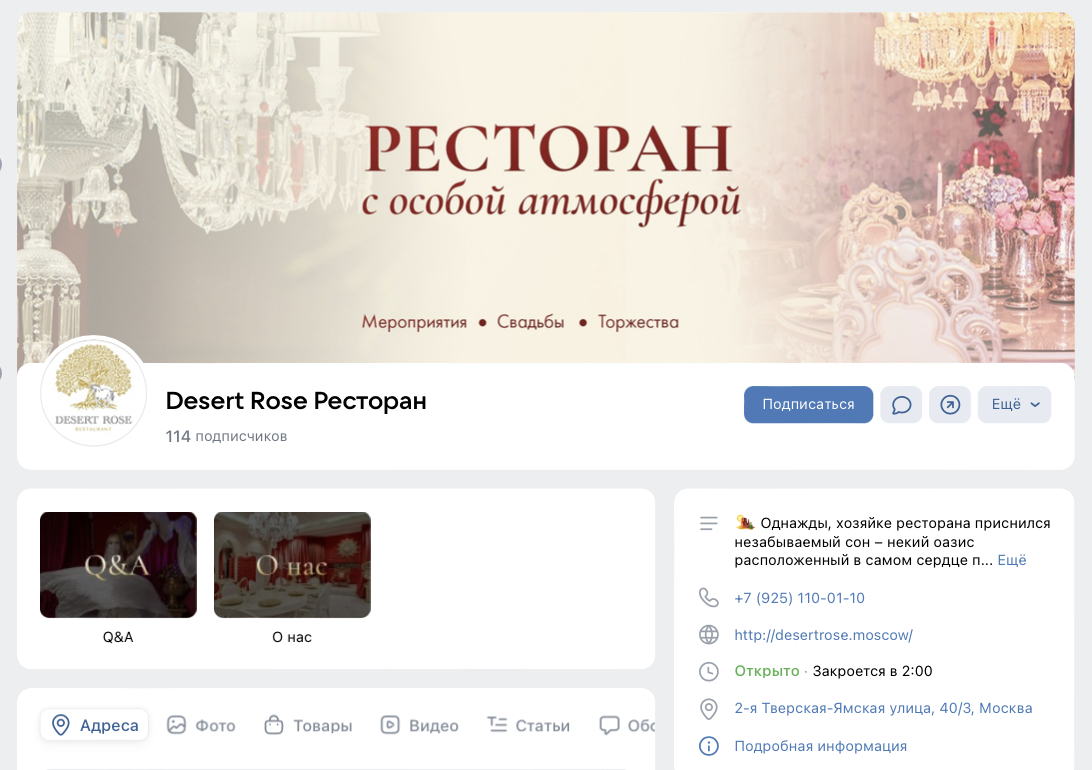 РЕСТОРАН
с особой атмосферой
Мероприятия • Свадьбы • Торжества
DESERT ROSE
RESTAURANT
Desert Rose Ресторан
114 подписчиков
Подписаться
Ещё
Q&A
О нас
Q&A
О нас
Однажды, хозяйке ресторана приснился
незабываемый сон – некий оазис
расположенный в самом сердце п... Ещё
+7 (925) 110-01-10
http://desertrose.moscow/
Открыто · Закроется в 2:00
2-я Тверская-Ямская улица, 40/3, Москва
Подробная информация
Адреса
Фото
Товары
Видео
Статьи
Обс